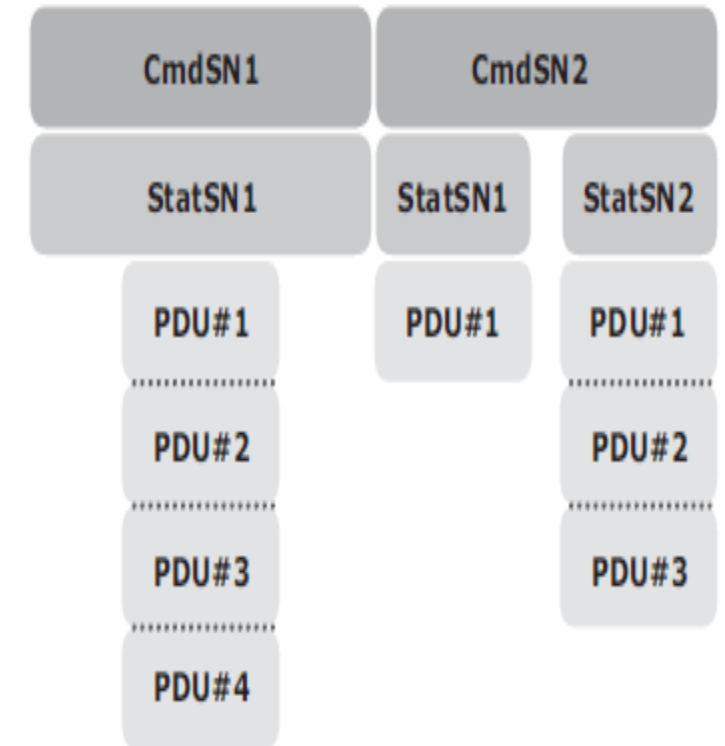 CmdSN1 CmdSN2
StatSN1 StatSN1 StatSN2
PDU#1 PDU#1 PDU#1
PDU#2 PDU#2
PDU#3 PDU#3
PDU#4